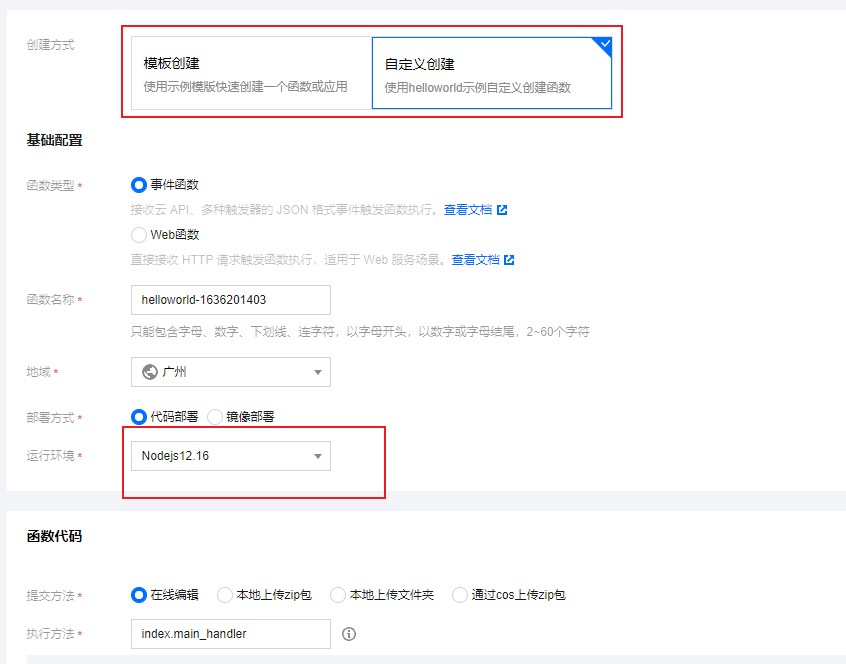 创建方式
模板创建
使用示例模版快速创建一个函数或应用
自定义创建
使用helloworld示例自定义创建函数
基础配置
函数类型*
事件函数
接收云 API、多种触发器的 JSON 格式事件触发函数执行。查看文档
Web函数
直接接收 HTTP 请求触发函数执行，适用于 Web 服务场景。查看文档
函数名称*
helloworld-1636201403
只能包含字母、数字、下划线、连字符，以字母开头，以数字或字母结尾，2~60个字符
地域*
广州
部署方式*
代码部署 镜像部署
运行环境*
Nodejs12.16
函数代码
提交方法*
在线编辑 本地上传zip包 本地上传文件夹 通过cos上传zip包
执行方法*
index.main_handler